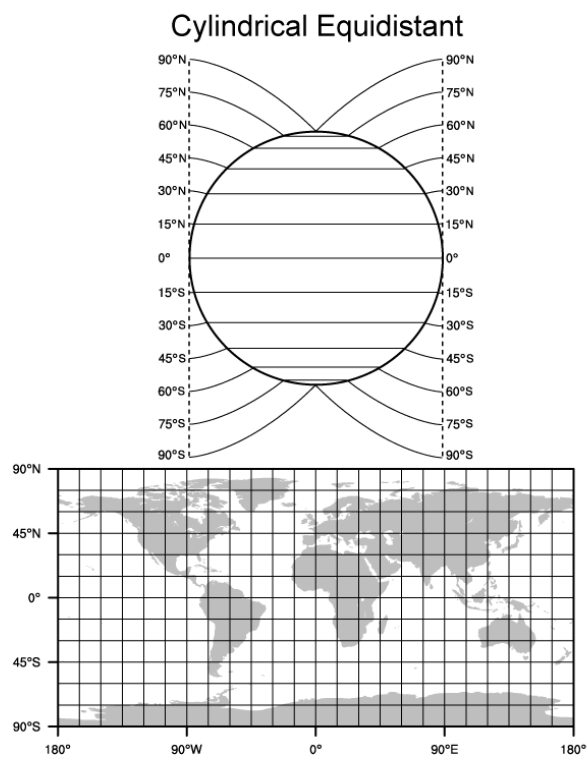 Cylindrical Equidistant
90°N 90°N
75°N 75°N
60°N 60°N
45°N 45°N
30°N 30°N
15°N 15°N
0° 0°
15°S 15°S
30°S 30°S
45°S 45°S
60°S 60°S
75°S 75°S
90°S 90°S
90°N
45°N
0°
45°S
90°S
180° 90°W 0° 90°E 180°